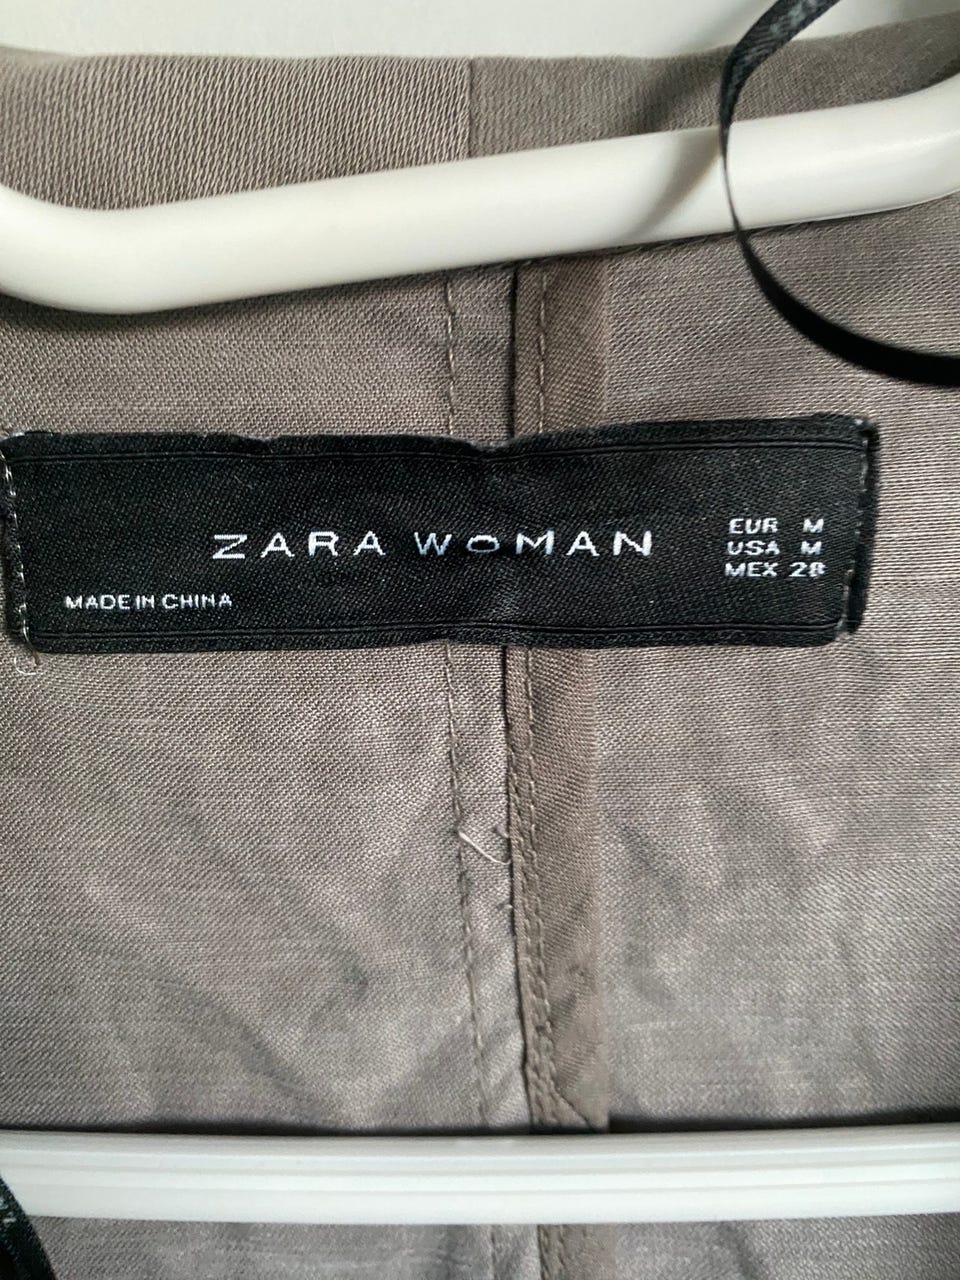 ZARA WOMAN
EUR M
USA M
MEX 28
MADE IN CHINA